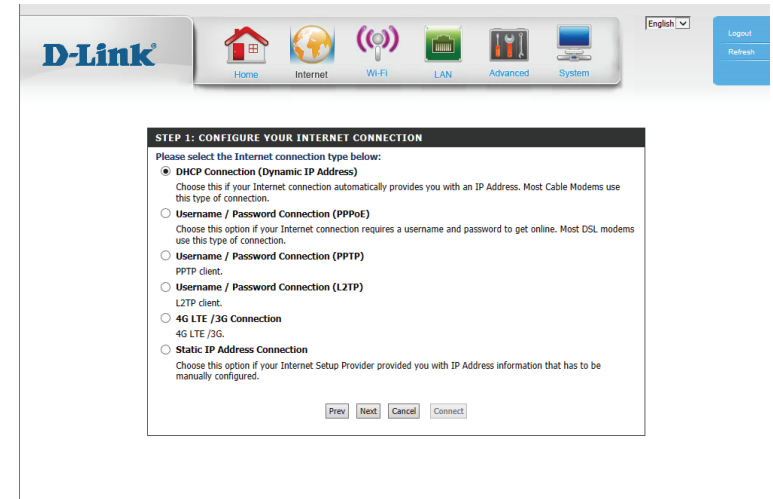 D-Link
Home
Internet
Wi-Fi
LAN
Advanced
System
English
Logout
Refresh
STEP 1: CONFIGURE YOUR INTERNET CONNECTION
Please select the Internet connection type below:
DHCP Connection (Dynamic IP Address)
Choose this if your Internet connection automatically provides you with an IP Address. Most Cable Modems use
this type of connection.
Username / Password Connection (PPPoE)
Choose this option if your Internet connection requires a username and password to get online. Most DSL modems
use this type of connection.
Username / Password Connection (PPTP)
PPTP client.
Username / Password Connection (L2TP)
L2TP client.
4G LTE /3G Connection
4G LTE /3G.
Static IP Address Connection
Choose this option if your Internet Setup Provider provided you with IP Address information that has to be
manually configured.
Prev Next Cancel Connect